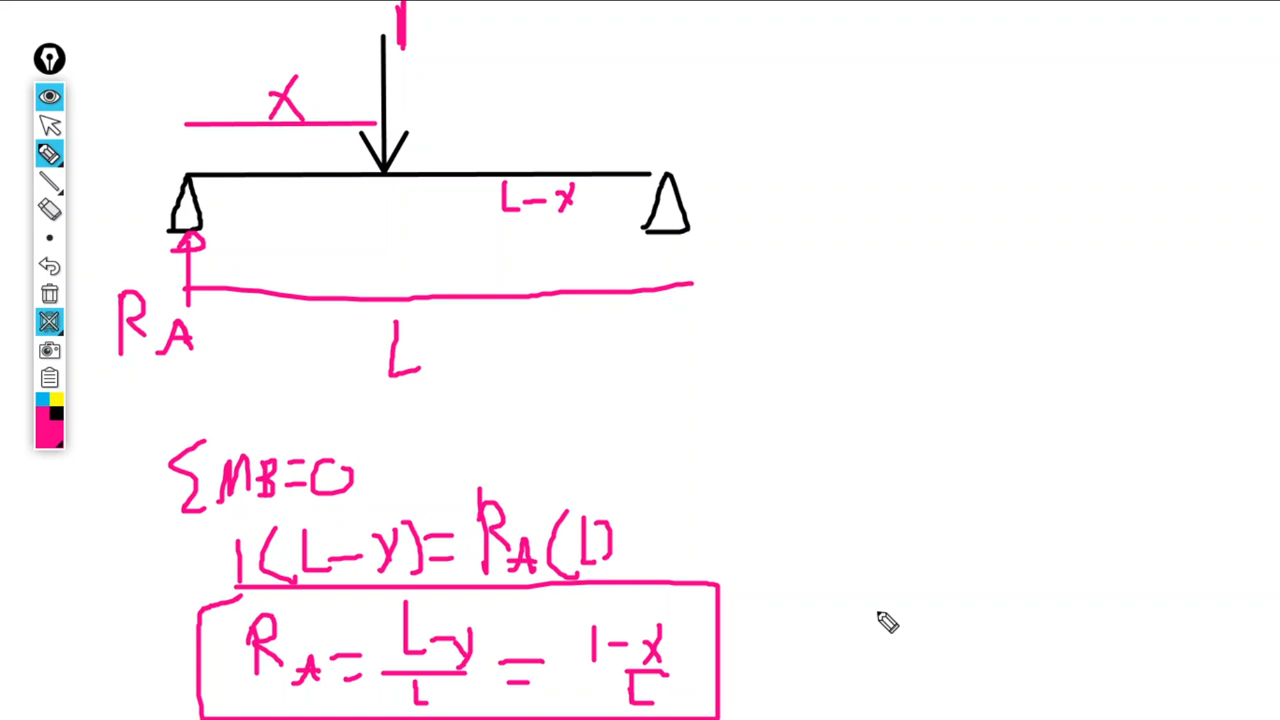 1
X
L-x
RA
L
ΣMB=0
1(L-x)=RA(L)
RA = L-x/L = 1-x/L